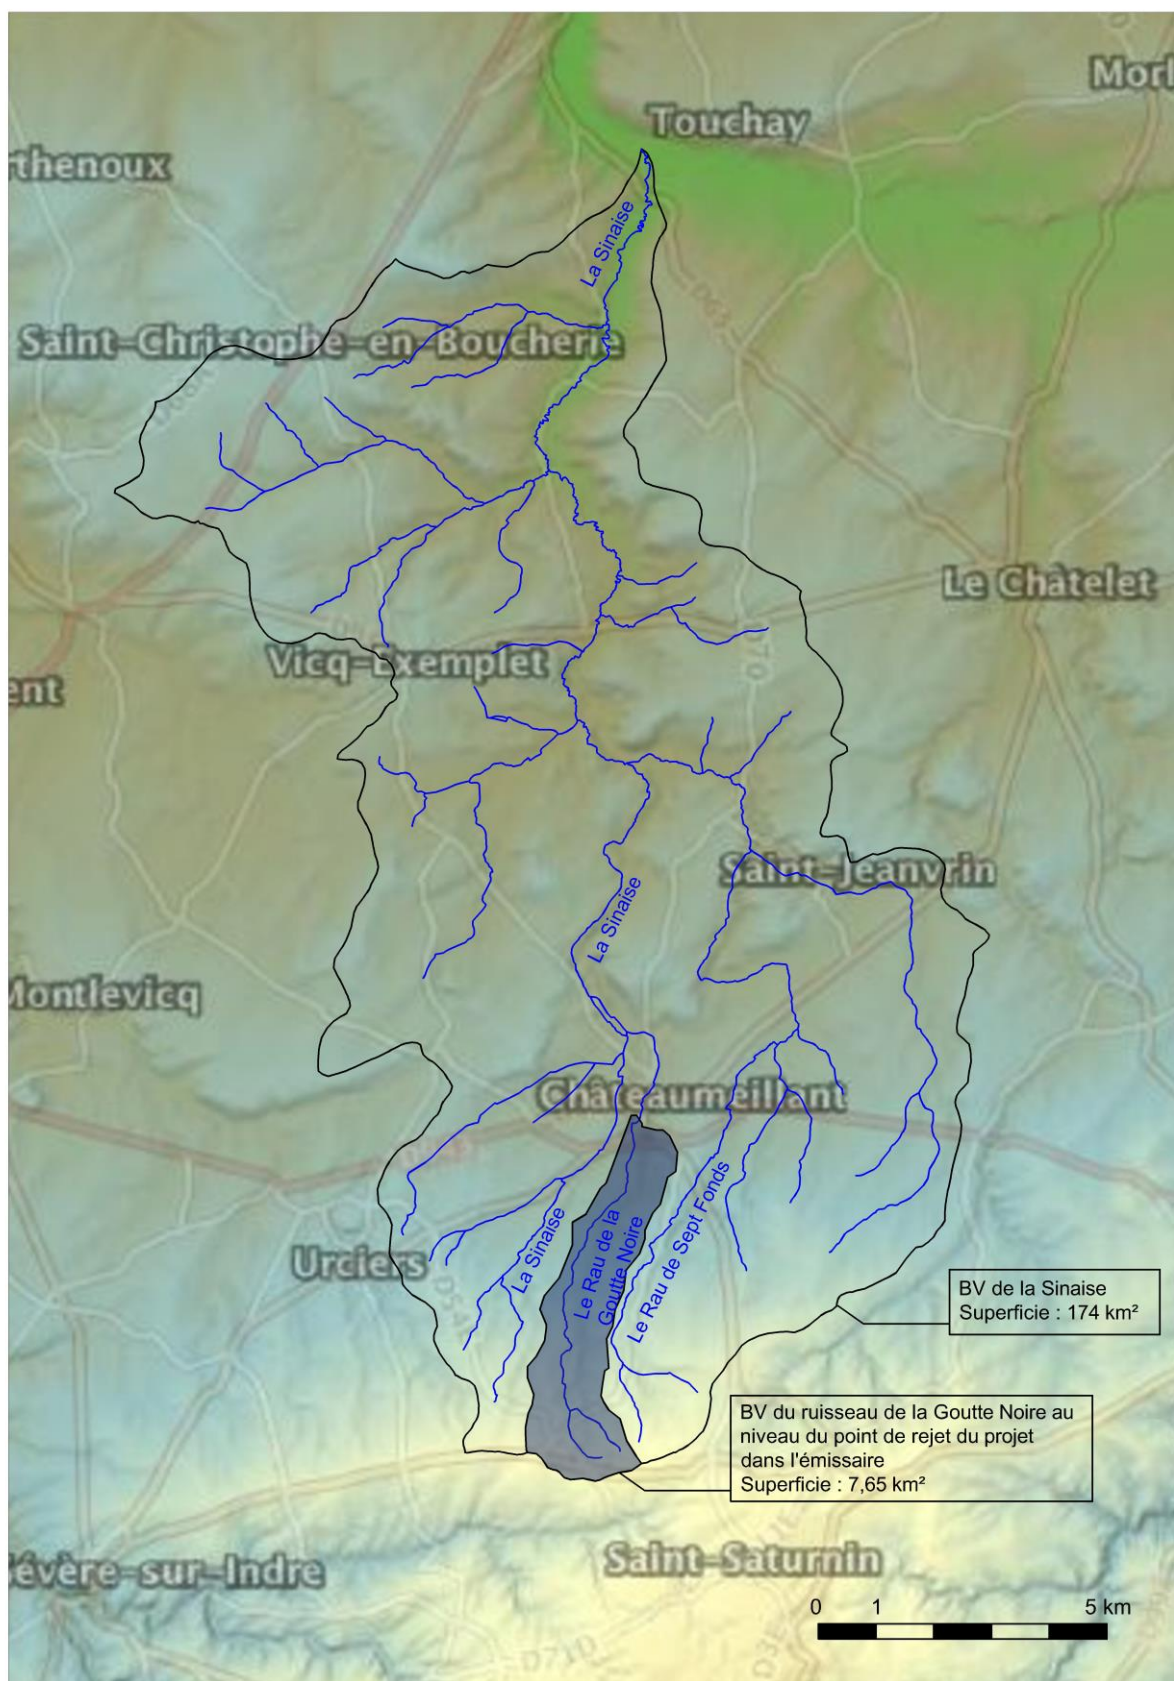 Morl
Touchay
rthenoux
La Sinaise
Saint-Christophe-en-Boucherie
Le Châtelet
Vicq-Exemplet
ent
Saint-Jeanvrin
La Sinaise
Montlevicq
Châteaumeillant
Le Rau de Sept Fonds
La Sinaise
Le Rau de la
Goutte Noire
Urciers
BV de la Sinaise
Superficie : 174 km²
BV du ruisseau de la Goutte Noire au
niveau du point de rejet du projet
dans l'émissaire
Superficie : 7,65 km²
Saint-Saturnin
évère-sur-Indre
0 1 5 km
D710